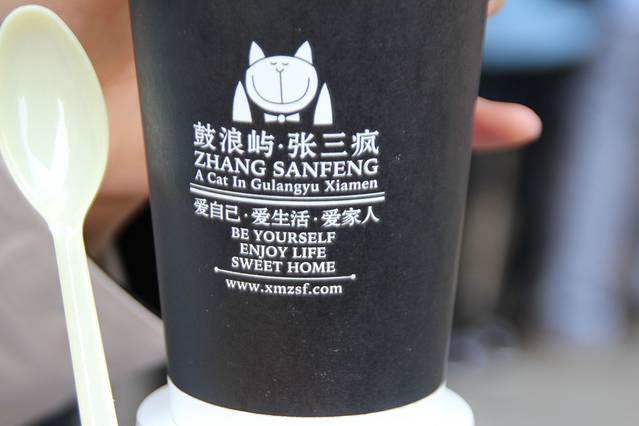 鼓浪屿·张三疯
ZHANG SANFENG
A Cat In Gulangyu Xiamen
爱自己·爱生活·爱家人
BE YOURSELF
ENJOY LIFE
SWEET HOME
www.xmzsf.com